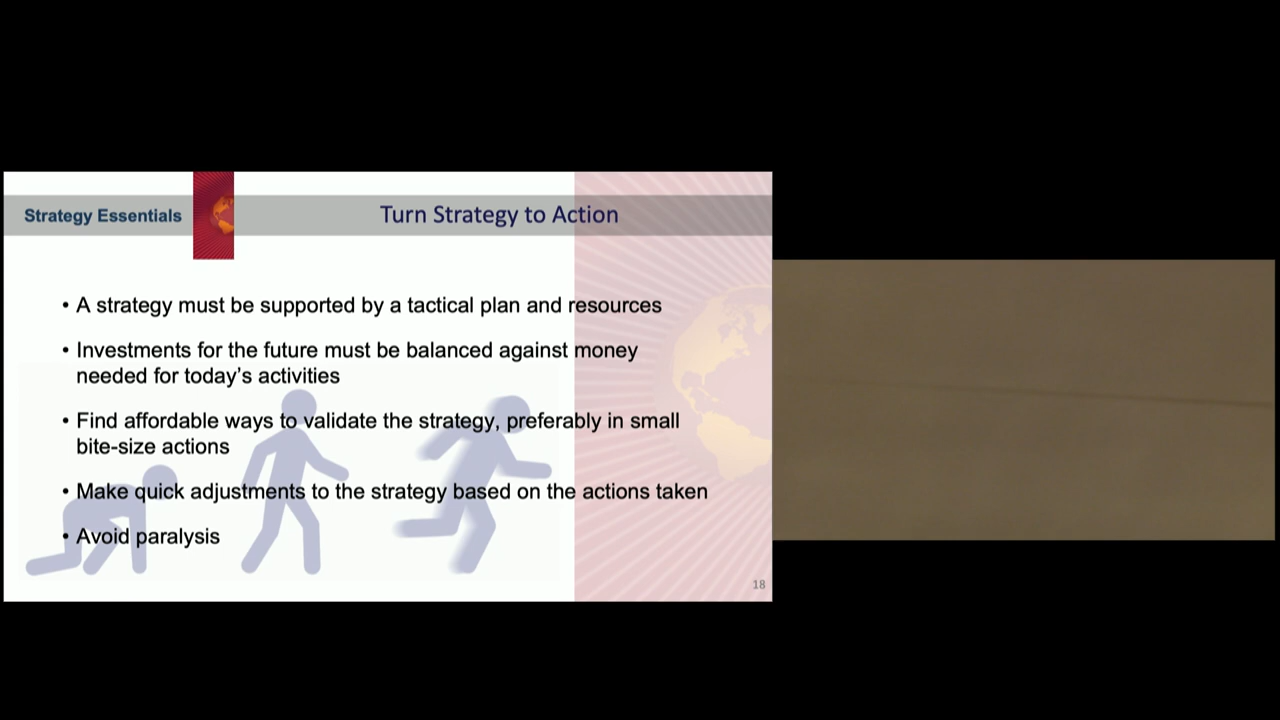 Strategy Essentials
Turn Strategy to Action
• A strategy must be supported by a tactical plan and resources
• Investments for the future must be balanced against money
needed for today’s activities
• Find affordable ways to validate the strategy, preferably in small
bite-size actions
• Make quick adjustments to the strategy based on the actions taken
• Avoid paralysis
18